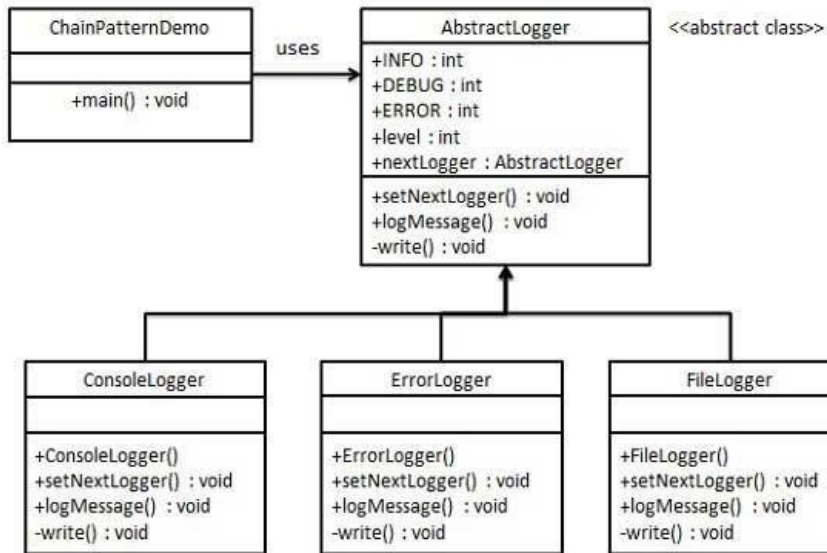 ChainPatternDemo
+main() : void
uses
AbstractLogger
<<abstract class>>
+INFO : int
+DEBUG : int
+ERROR : int
+level : int
+nextLogger : AbstractLogger
+setNextLogger() : void
+logMessage() : void
-write() : void
ConsoleLogger
+ConsoleLogger()
+setNextLogger() : void
+logMessage() : void
-write() : void
ErrorLogger
+ErrorLogger()
+setNextLogger() : void
+logMessage() : void
-write() : void
FileLogger
+FileLogger()
+setNextLogger() : void
+logMessage() : void
-write() : void